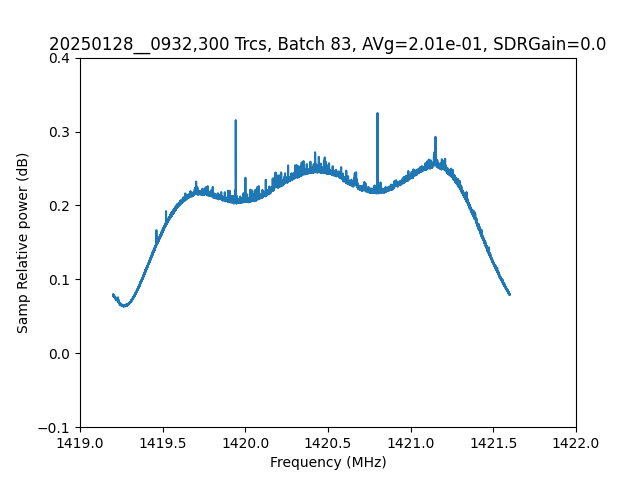 20250128__0932,300 Trcs, Batch 83, AVg=2.01e-01, SDRGain=0.0
0.4
0.3
0.2
0.1
0.0
−0.1
Samp Relative power (dB)
1419.0 1419.5 1420.0 1420.5 1421.0 1421.5 1422.0
Frequency (MHz)